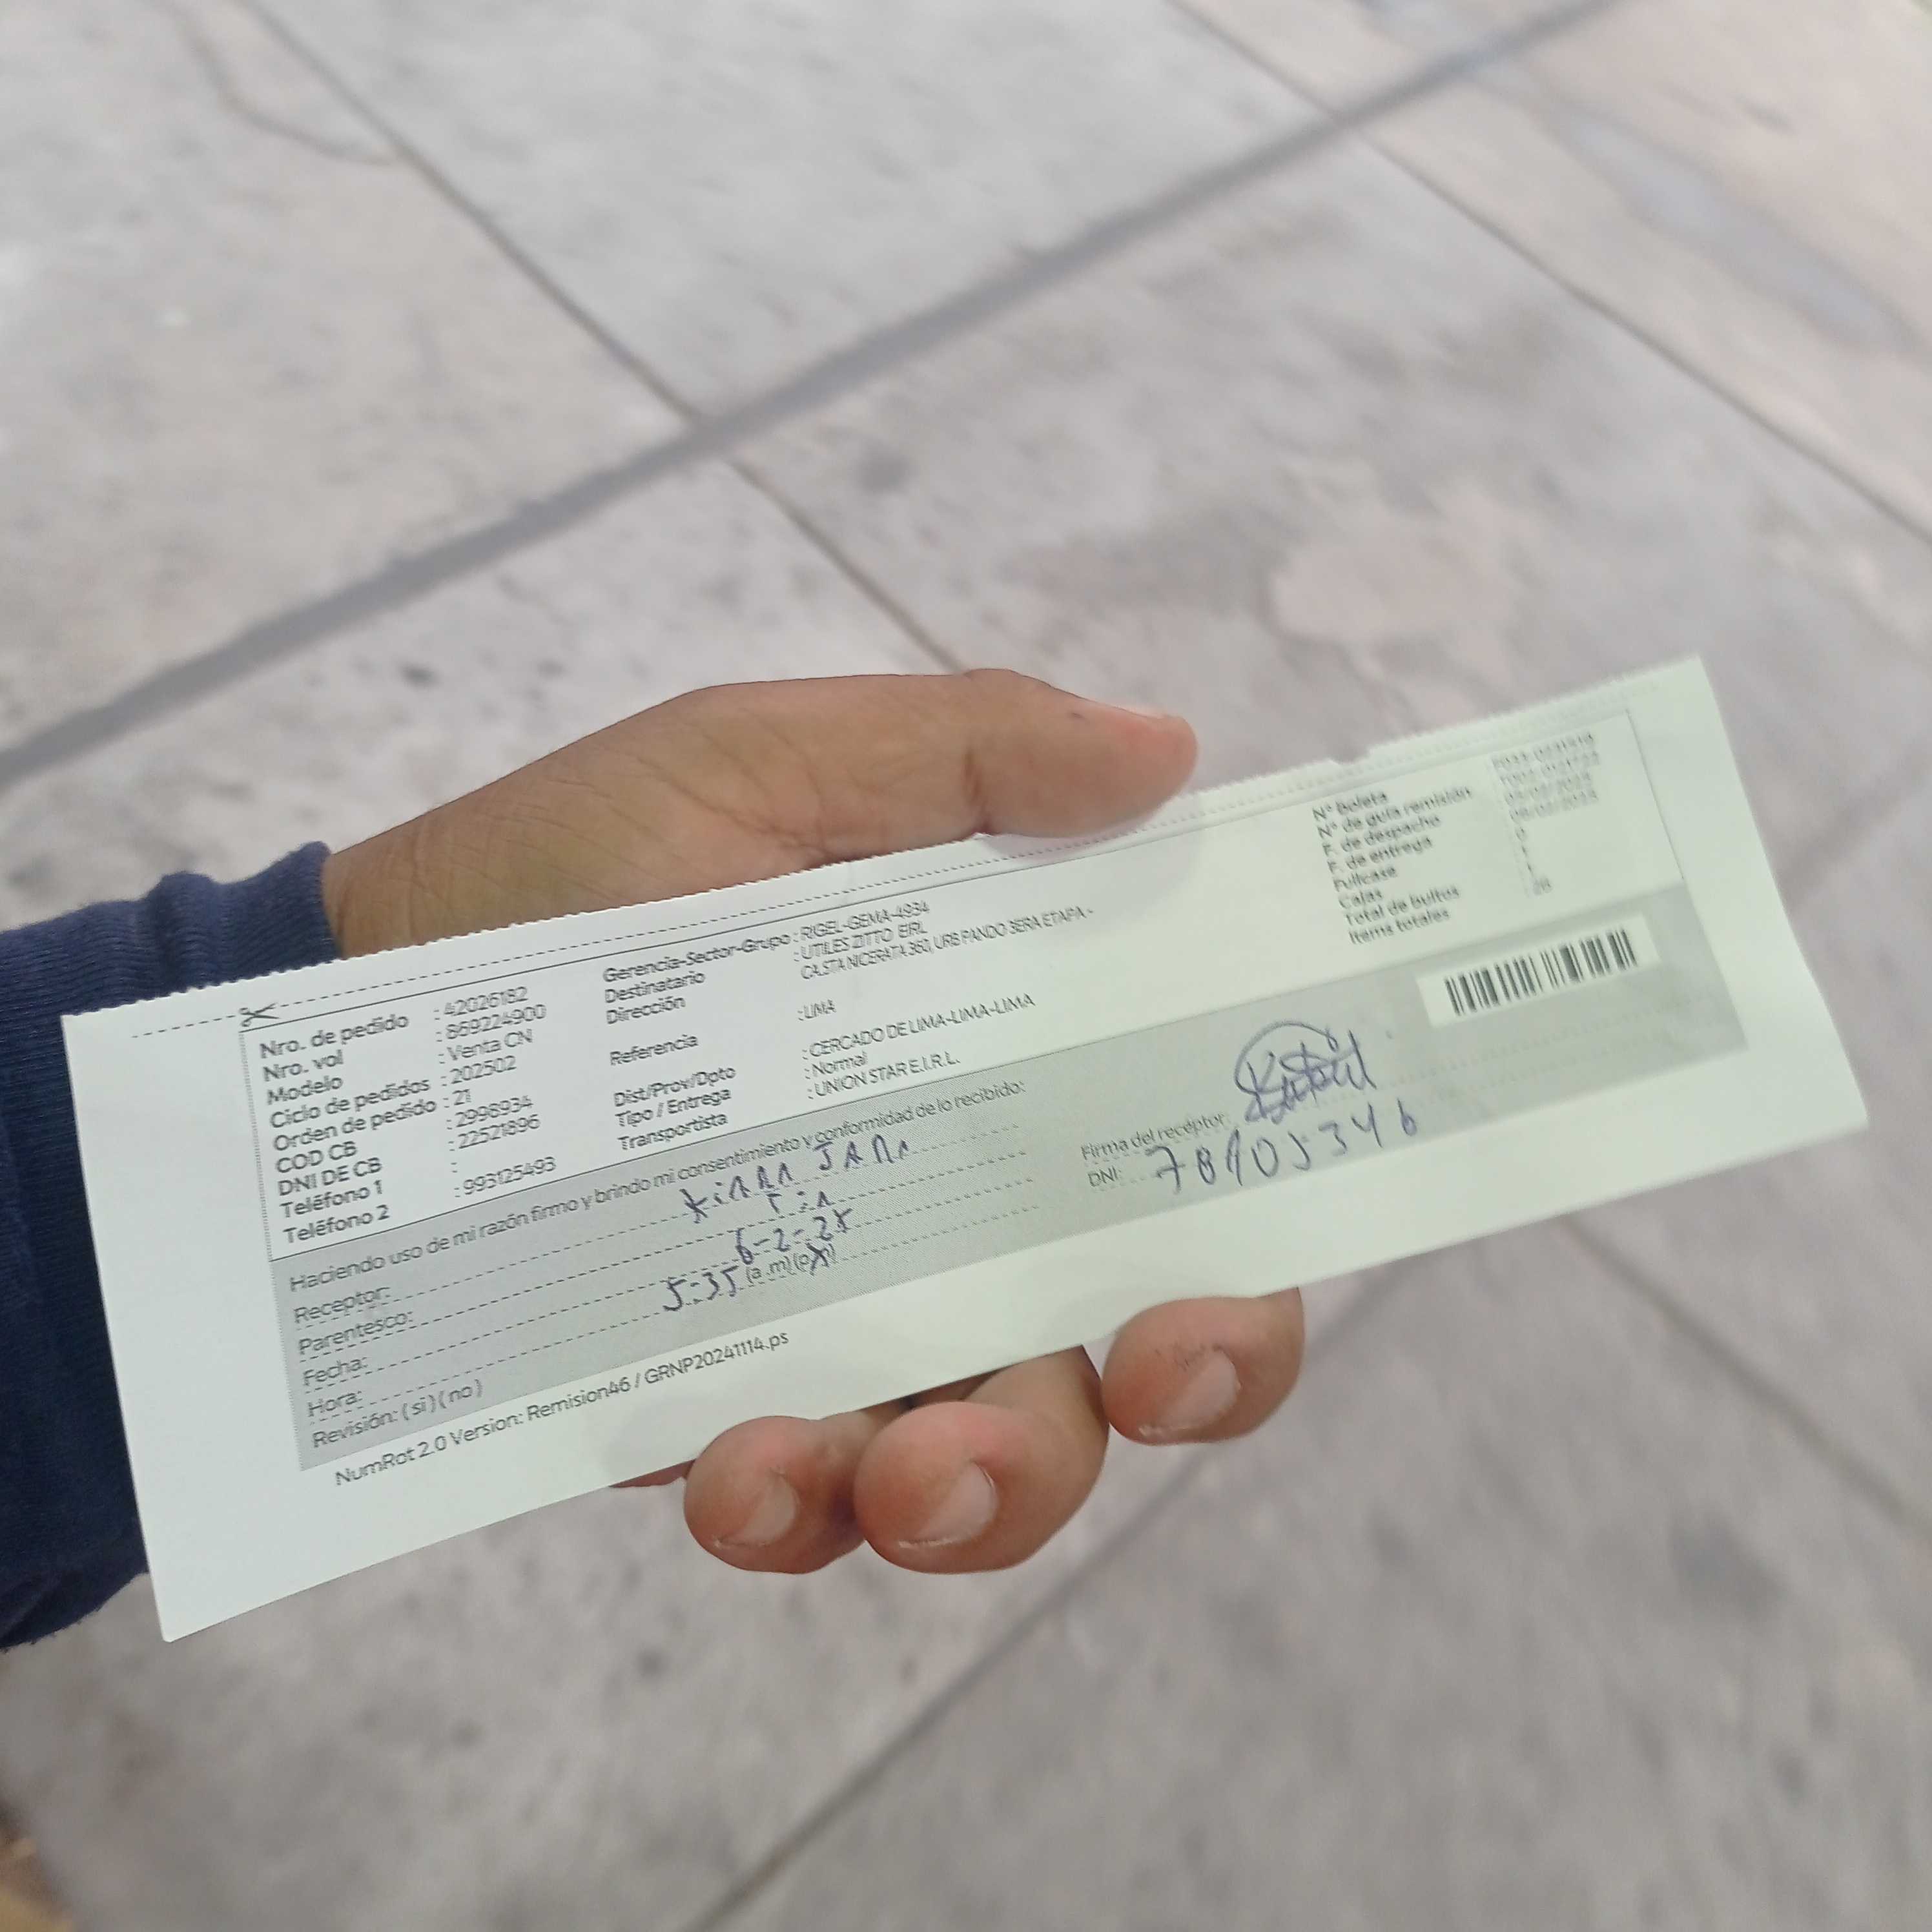 Nro. de pedido : 42026182
Nro. vol : 869224900
Modelo : Venta CN
Ciclo de pedidos : 202502
Orden de pedido : 21
COD CB : 2998934
DNI DE CB : 22521896
Teléfono 1 :
Teléfono 2 : 993125493
Gerencia-Sector-Grupo : RIGEL-GEMA-4934
Destinatario : UTILES ZITTO EIRL
Dirección CA.STA NICERATA 360, URB PANDO 3ERA ETAPA -
Referencia : LIMA
Dist/Prov/Dpto : CERCADO DE LIMA-LIMA-LIMA
Tipo / Entrega : Normal
Transportista : UNION STAR E.I.R.L.
N° boleta
N° de guía remisión
F. de despacho
F. de entrega
Fullcase 0
Cajas 1
Total de bultos 1
Items totales : 26
Haciendo uso de mi razón firmo y brindo mi consentimiento y conformidad de lo recibido:
Receptor:
Parentesco:
Fecha: 6-2-25
Hora: 5:35 (a.m) (p.m)
Revisión: ( si ) ( no )
Firma del receptor:
DNI:
NumRot 2.0 Version: Remision46 / GRNP20241114.ps